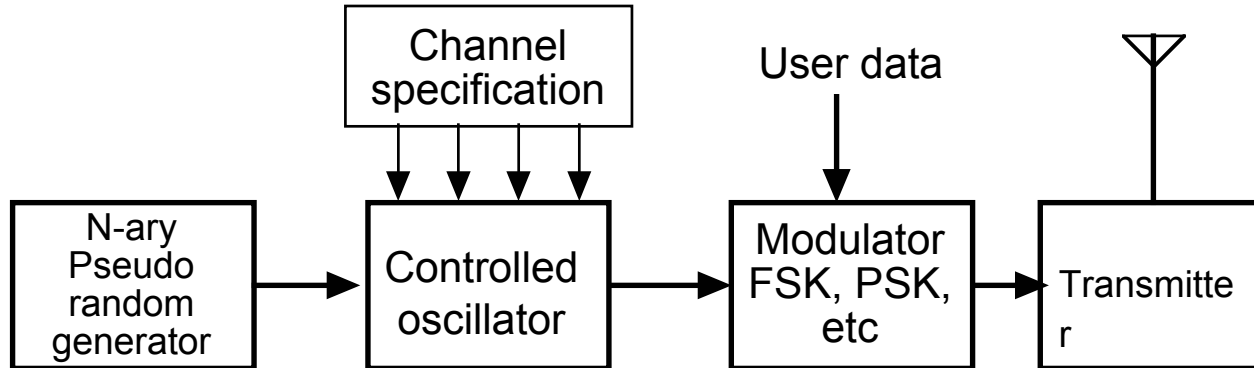 Channel
specification
User data
N-ary
Pseudo
random
generator
Controlled
oscillator
Modulator
FSK, PSK,
etc
Transmitte
r